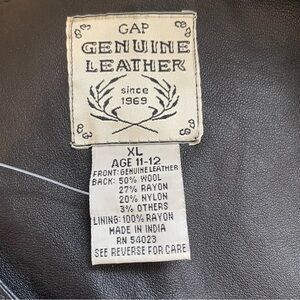 GAP
GENUINE
LEATHER
since
1969
XL
AGE 11-12
FRONT: GENUINE LEATHER
BACK: 50% WOOL
27% RAYON
20% NYLON
3% OTHERS
LINING: 100% RAYON
MADE IN INDIA
RN 54023
SEE REVERSE FOR CARE